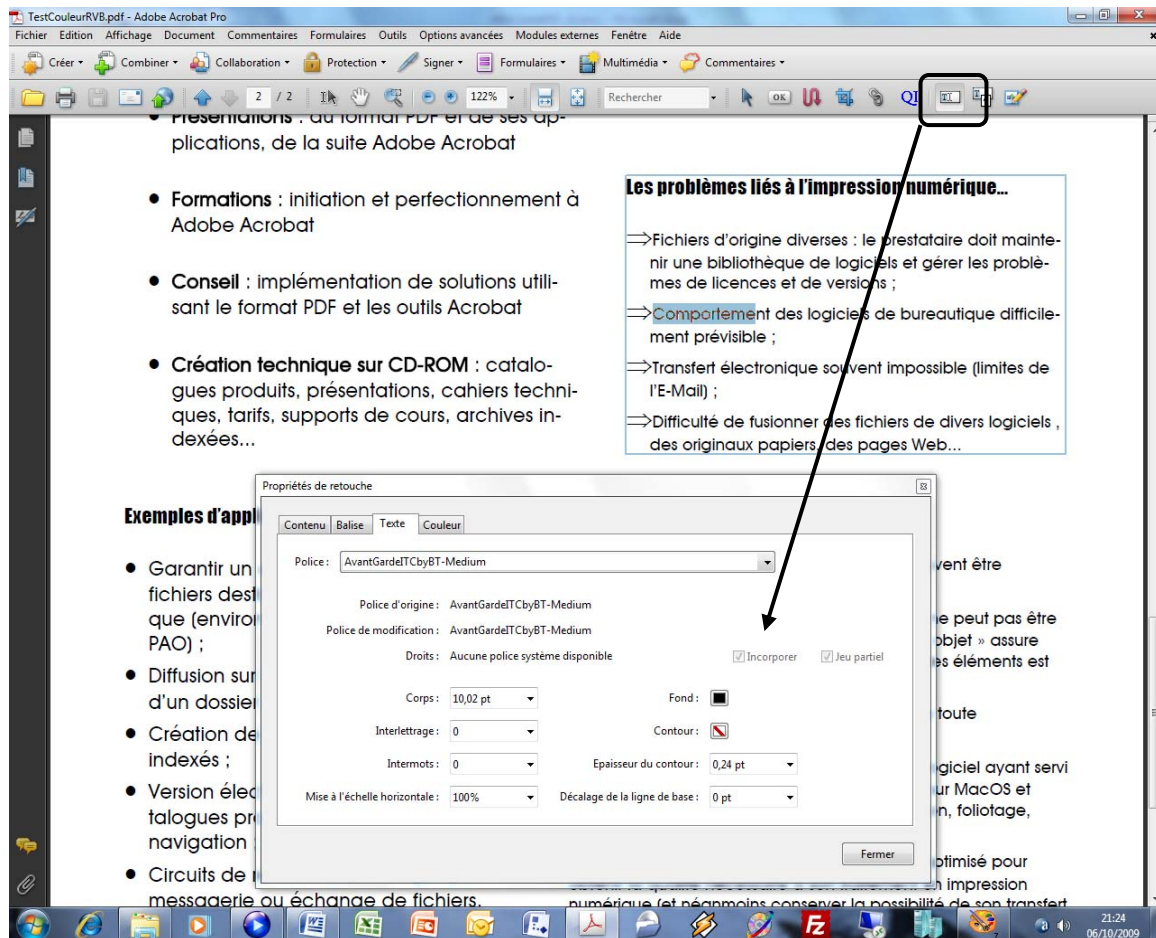 TestCouleurRVB.pdf - Adobe Acrobat Pro
Fichier Edition Affichage Document Commentaires Formulaires Outils Options avancées Modules externes Fenêtre Aide
Créer Combiner Collaboration Protection Signer Formulaires Multimédia Commentaires
2 / 2 122% Rechercher OK QI
• Présentations : du format PDF et de ses ap-
plications, de la suite Adobe Acrobat
• Formations : initiation et perfectionnement à
Adobe Acrobat
• Conseil : implémentation de solutions utili-
sant le format PDF et les outils Acrobat
• Création technique sur CD-ROM : catalo-
gues produits, présentations, cahiers techni-
ques, tarifs, supports de cours, archives in-
dexées...
Les problèmes liés à l'impression numérique...
⇒Fichiers d'origine diverses : le prestataire doit mainte-
nir une bibliothèque de logiciels et gérer les problè-
mes de licences et de versions ;
⇒Comportement des logiciels de bureautique difficile-
ment prévisible ;
⇒Transfert électronique souvent impossible (limites de
l'E-Mail) ;
⇒Difficulté de fusionner des fichiers de divers logiciels ,
des originaux papiers, des pages Web...
Exemples d'appl
• Garantir un
fichiers dest
que (enviro
PAO) ;
• Diffusion sur
d'un dossier
• Création de
indexés ;
• Version élec
talogues pr
navigation
• Circuits de
messagerie ou échange de fichiers.
Propriétés de retouche
Contenu Balise Texte Couleur
Police : AvantGardeITCbyBT-Medium
Police d'origine : AvantGardeITCbyBT-Medium
Police de modification : AvantGardeITCbyBT-Medium
Droits : Aucune police système disponible Incorporer Jeu partiel
Corps : 10,02 pt Fond :
Interlettrage : 0 Contour :
Intermots : 0 Epaisseur du contour : 0,24 pt
Mise à l'échelle horizontale : 100% Décalage de la ligne de base : 0 pt
Fermer
vent être
e peut pas être
objet » assure
es éléments est
toute
giciel ayant servi
ur MacOS et
n, foliotage,
ptimisé pour
n impression
numérique (et néanmoins conserver la possibilité de son transfert
21:24
06/10/2009